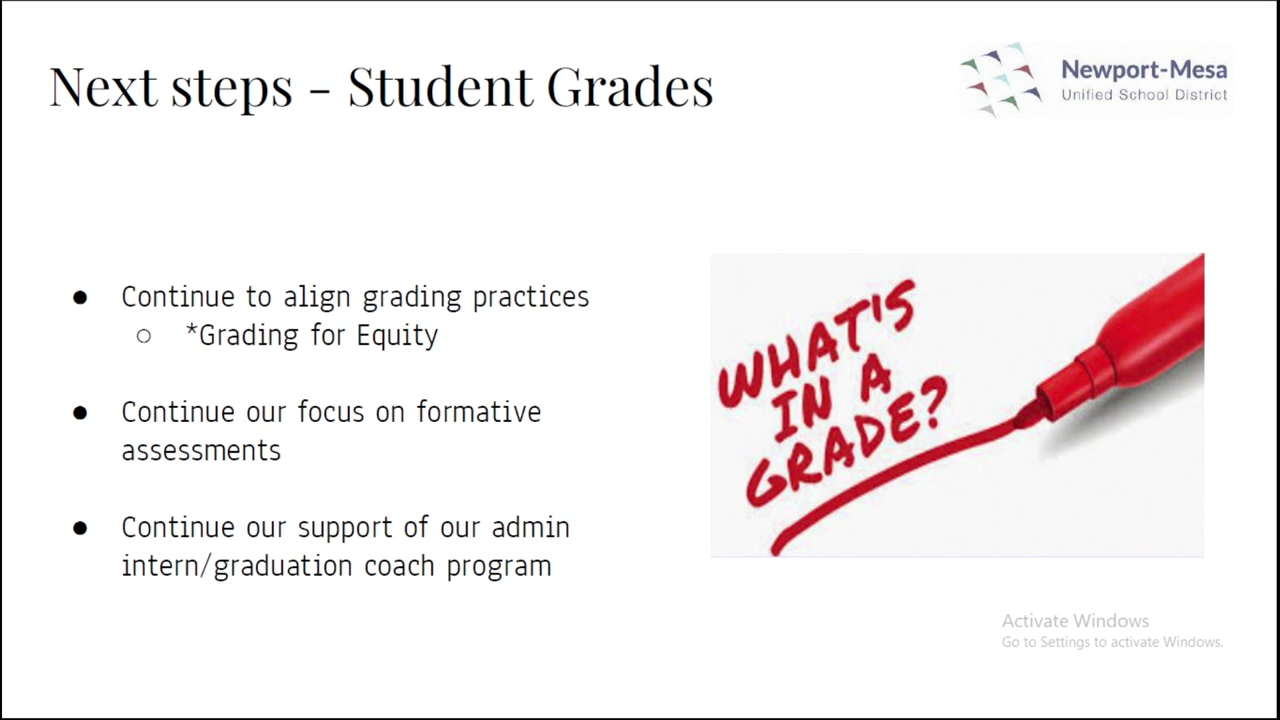 Next steps - Student Grades
Newport-Mesa
Unified School District
● Continue to align grading practices
○ *Grading for Equity
● Continue our focus on formative
assessments
● Continue our support of our admin
intern/graduation coach program
WHAT'S
IN A
GRADE?
Activate Windows
Go to Settings to activate Windows.